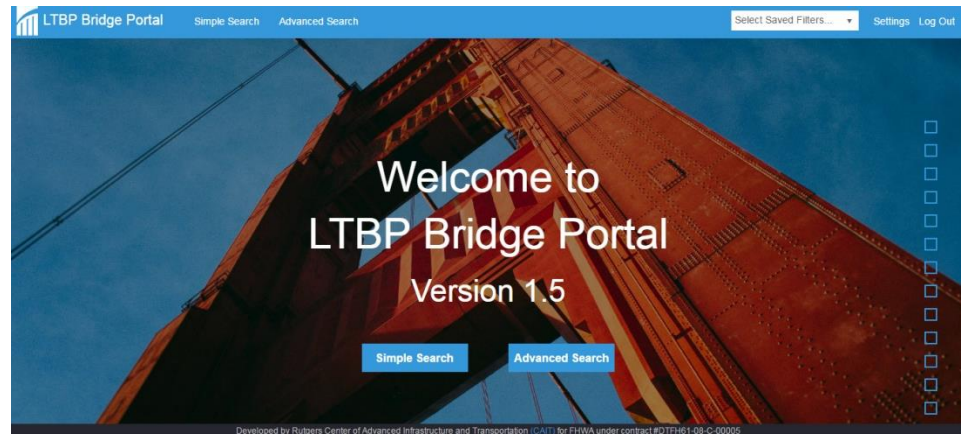 LTBP Bridge Portal Simple Search Advanced Search Select Saved Filters... Settings Log Out
Welcome to
LTBP Bridge Portal
Version 1.5
Simple Search Advanced Search
Developed by Rutgers Center of Advanced Infrastructure and Transportation (CAIT) for FHWA under contract #DTFH61-08-C-00005